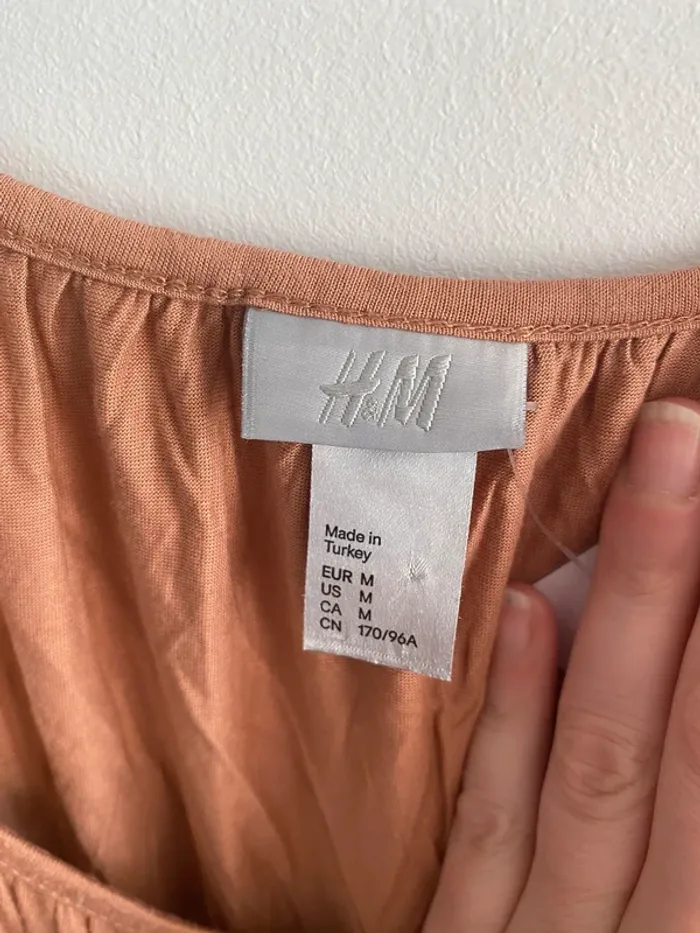 H&M
Made in
Turkey
EUR M
US M
CA M
CN 170/96A